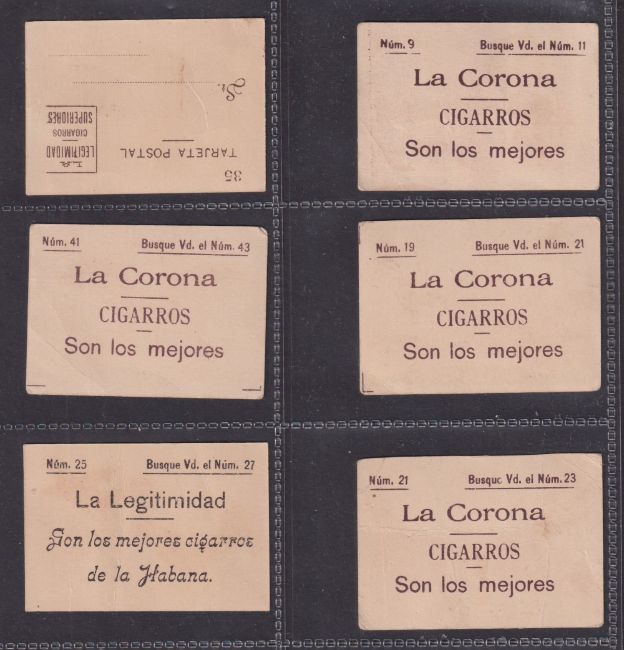 35
TARJETA POSTAL
Sr.
LA
LEGITIMIDAD
CIGARROS
SUPERIORES
Núm. 9 Busque Vd. el Núm. 11
La Corona
CIGARROS
Son los mejores
Núm. 41 Busque Vd. el Núm. 43
La Corona
CIGARROS
Son los mejores
Núm. 19 Busque Vd. el Núm. 21
La Corona
CIGARROS
Son los mejores
Núm. 25 Busque Vd. el Núm. 27
La Legitimidad
Son los mejores cigarros
de la Habana.
Núm. 21 Busque Vd. el Núm. 23
La Corona
CIGARROS
Son los mejores